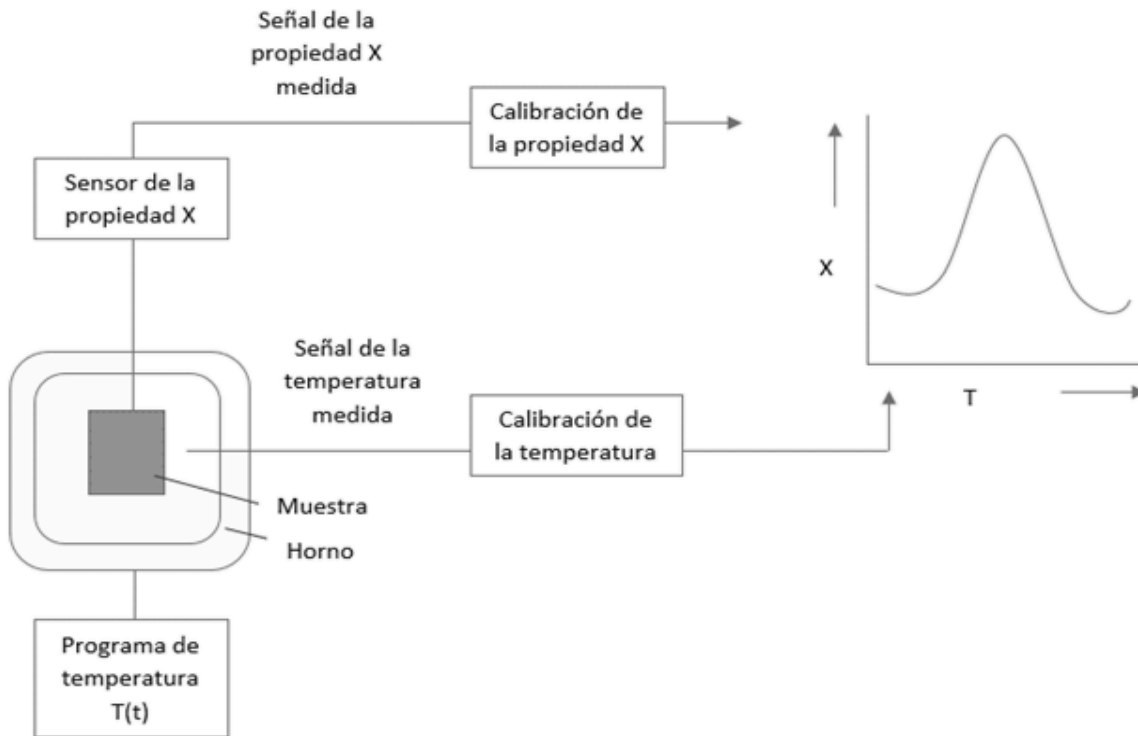 Señal de la
propiedad X
medida
Calibración de
la propiedad X
Sensor de la
propiedad X
X
T
Señal de la
temperatura
medida
Calibración de
la temperatura
Muestra
Horno
Programa de
temperatura
T(t)